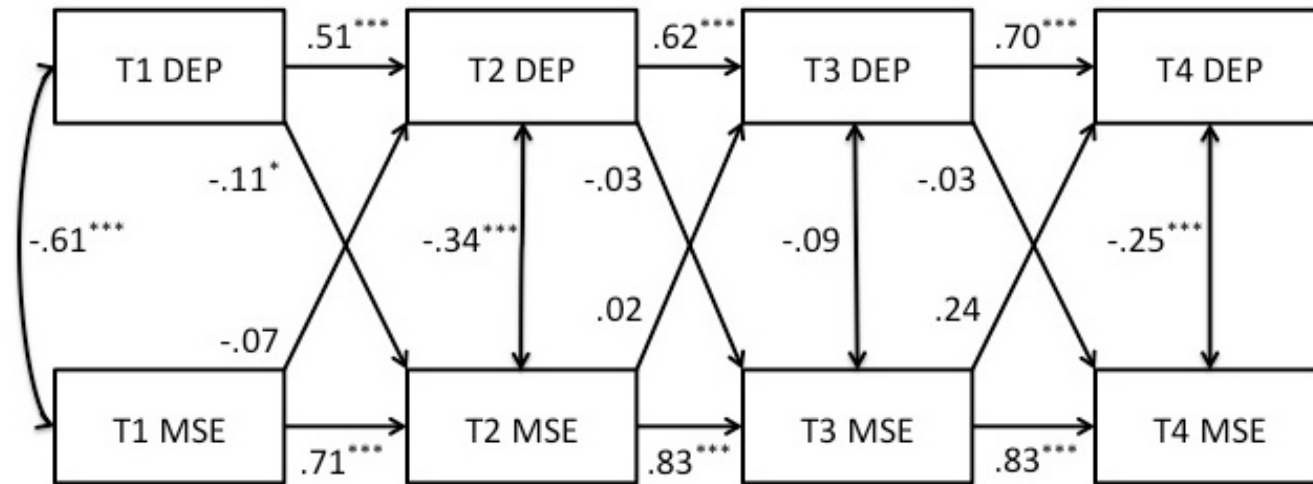 .51*** .62*** .70***
T1 DEP T2 DEP T3 DEP T4 DEP
-.11* -.03 -.03
-.61*** -.34*** -.09 -.25***
.02 .24
-.07
T1 MSE T2 MSE T3 MSE T4 MSE
.71*** .83*** .83***